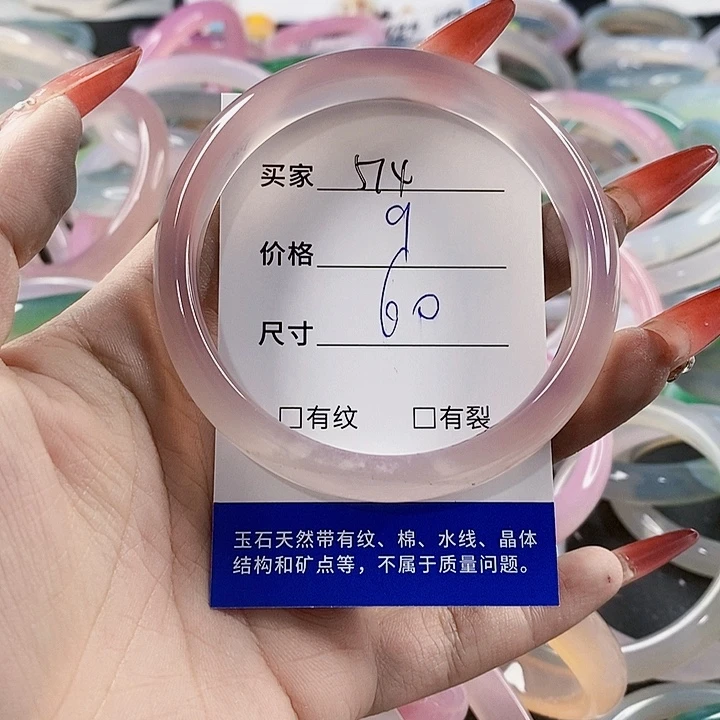 买家 574
价格 9
尺寸 60
□有纹 □有裂
玉石天然带有纹、棉、水线、晶体
结构和矿点等，不属于质量问题。